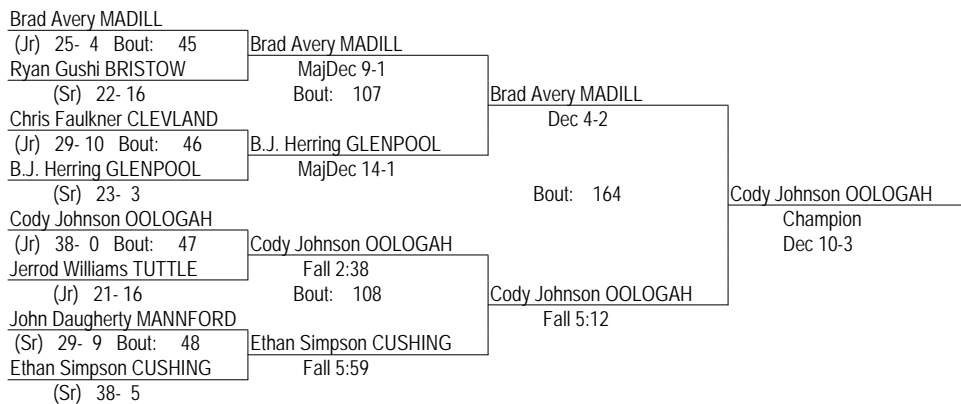 Brad Avery MADILL
(Jr) 25- 4 Bout: 45
Ryan Gushi BRISTOW
(Sr) 22- 16
Chris Faulkner CLEVLAND
(Jr) 29- 10 Bout: 46
B.J. Herring GLENPOOL
(Sr) 23- 3
Cody Johnson OOLOGAH
(Jr) 38- 0 Bout: 47
Jerrod Williams TUTTLE
(Jr) 21- 16
John Daugherty MANNFORD
(Sr) 29- 9 Bout: 48
Ethan Simpson CUSHING
(Sr) 38- 5
Brad Avery MADILL
MajDec 9-1
Bout: 107
B.J. Herring GLENPOOL
MajDec 14-1
Cody Johnson OOLOGAH
Fall 2:38
Bout: 108
Ethan Simpson CUSHING
Fall 5:59
Brad Avery MADILL
Dec 4-2
Bout: 164
Cody Johnson OOLOGAH
Fall 5:12
Cody Johnson OOLOGAH
Champion
Dec 10-3